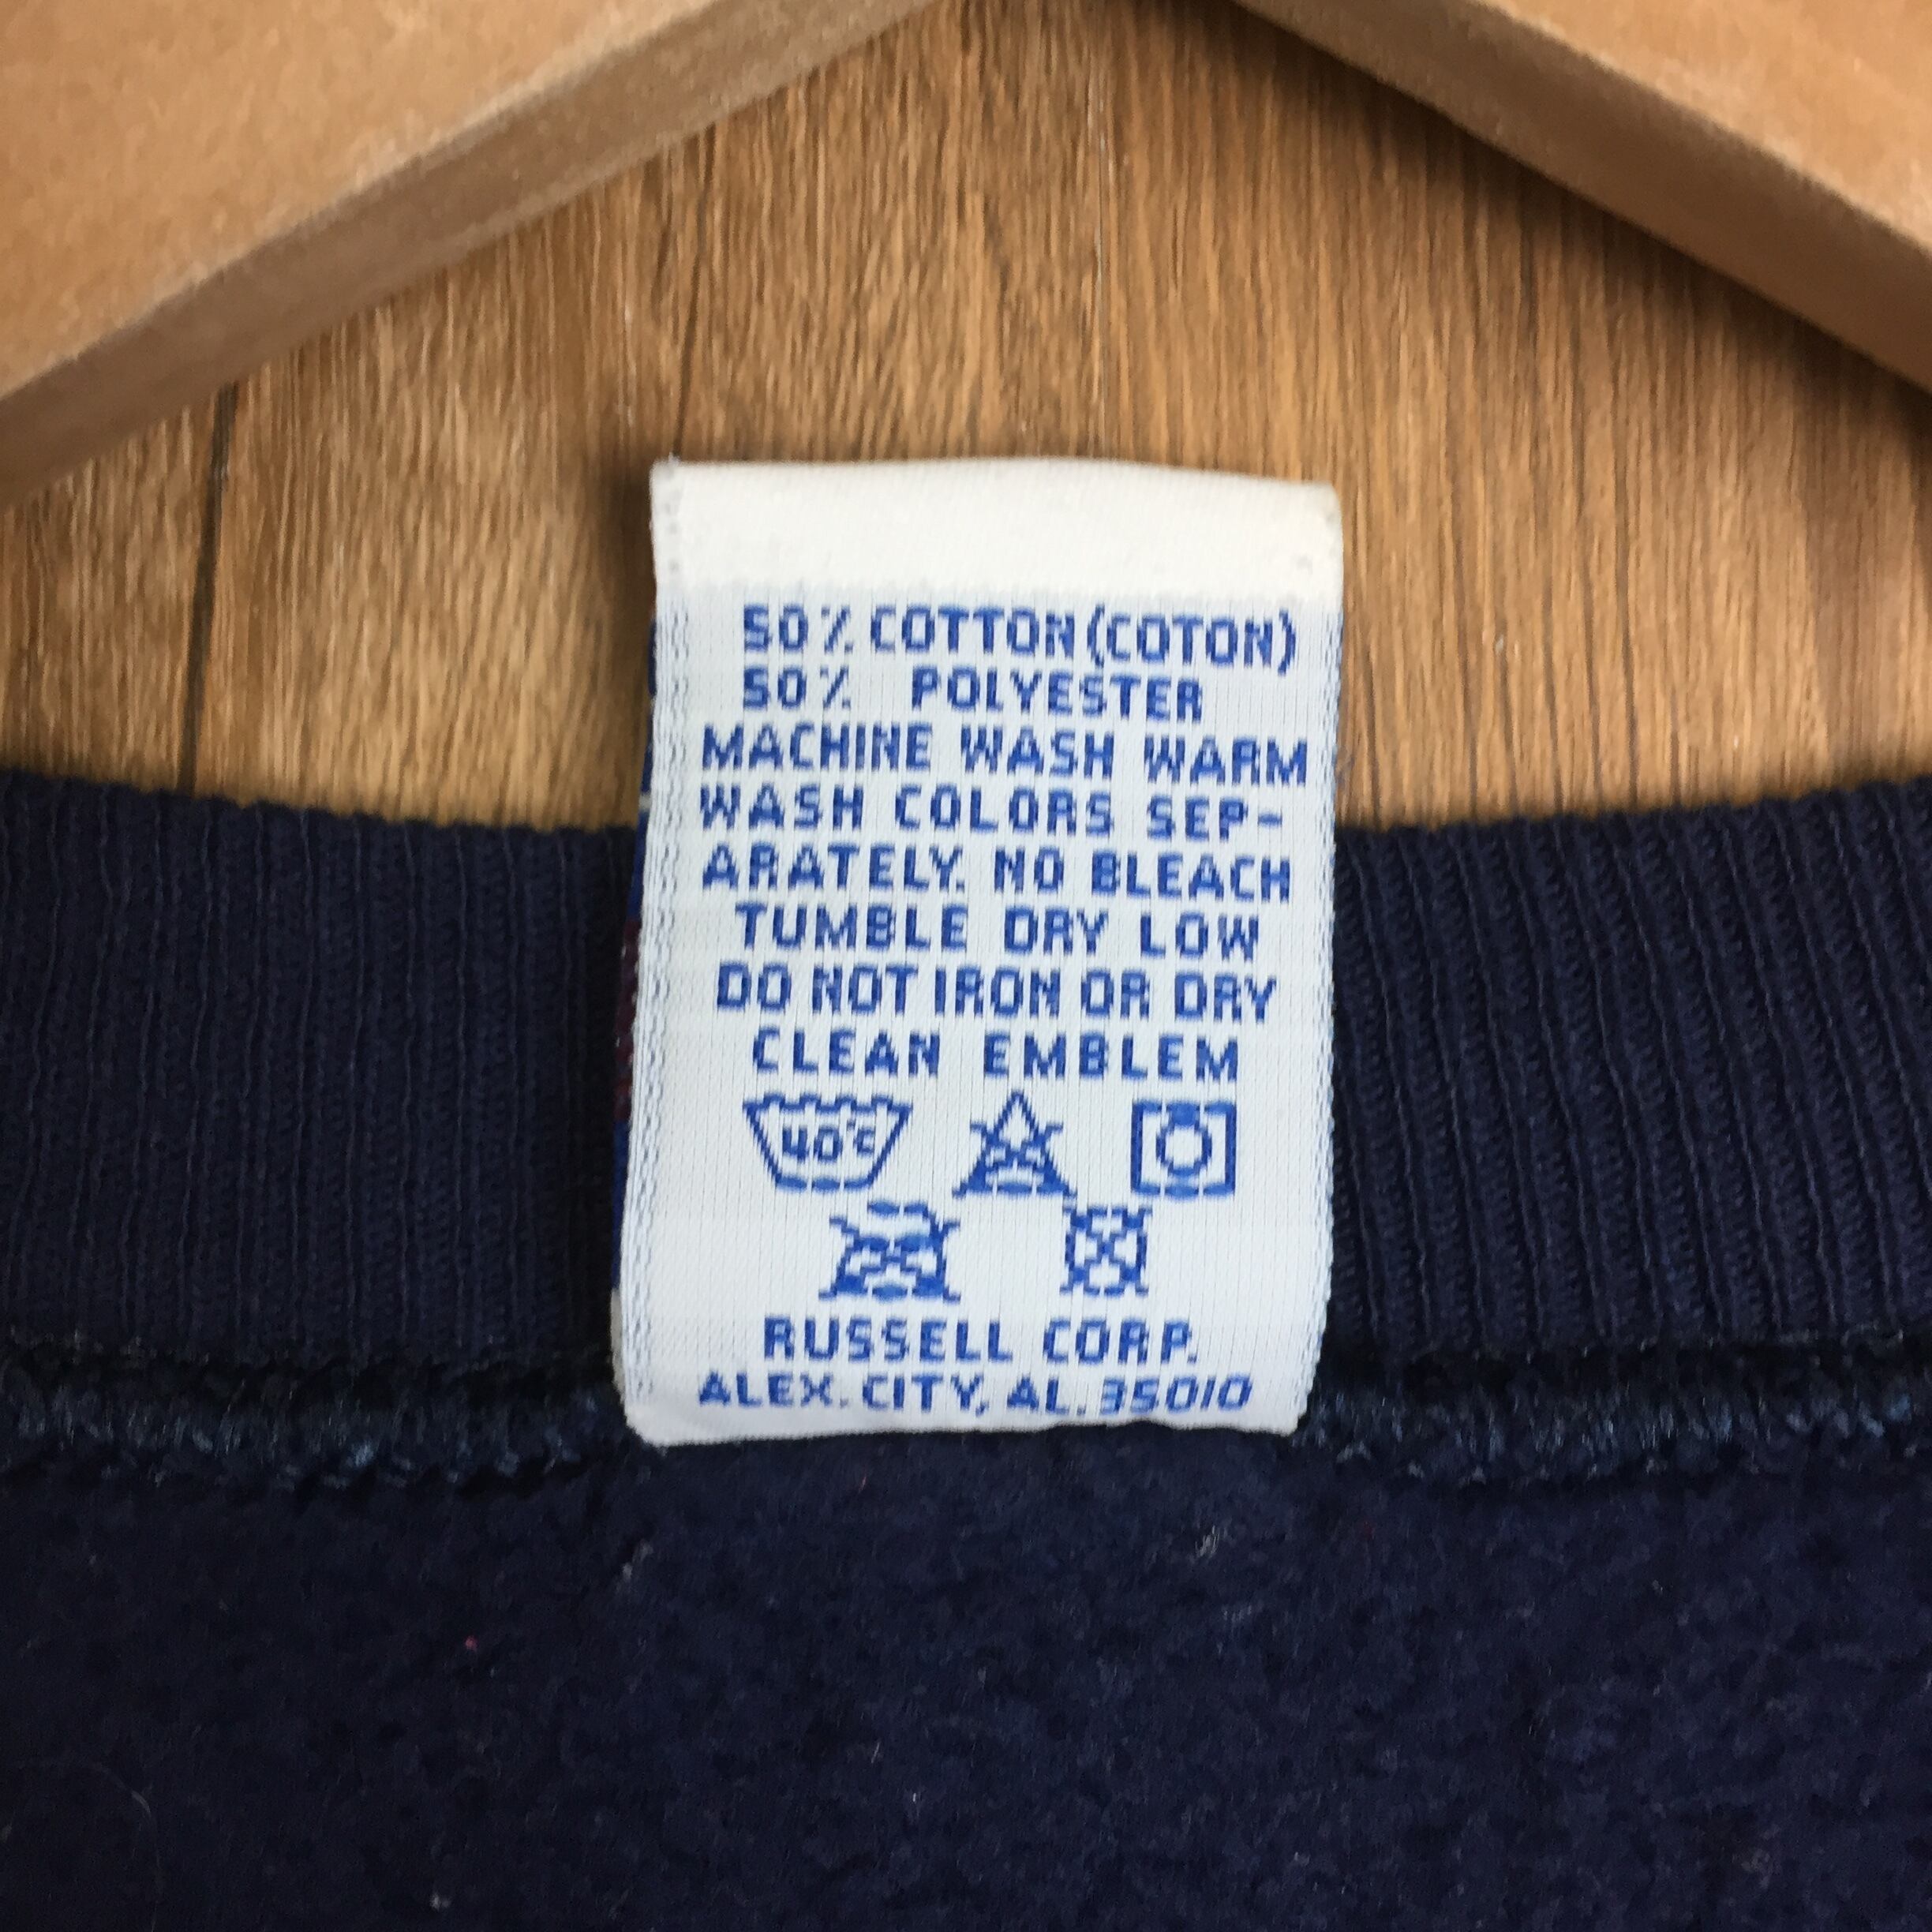 50% COTTON (COTON)
50% POLYESTER
MACHINE WASH WARM
WASH COLORS SEP-
ARATELY. NO BLEACH
TUMBLE DRY LOW
DO NOT IRON OR DRY
CLEAN EMBLEM
40°C
RUSSELL CORP.
ALEX. CITY, AL. 35010